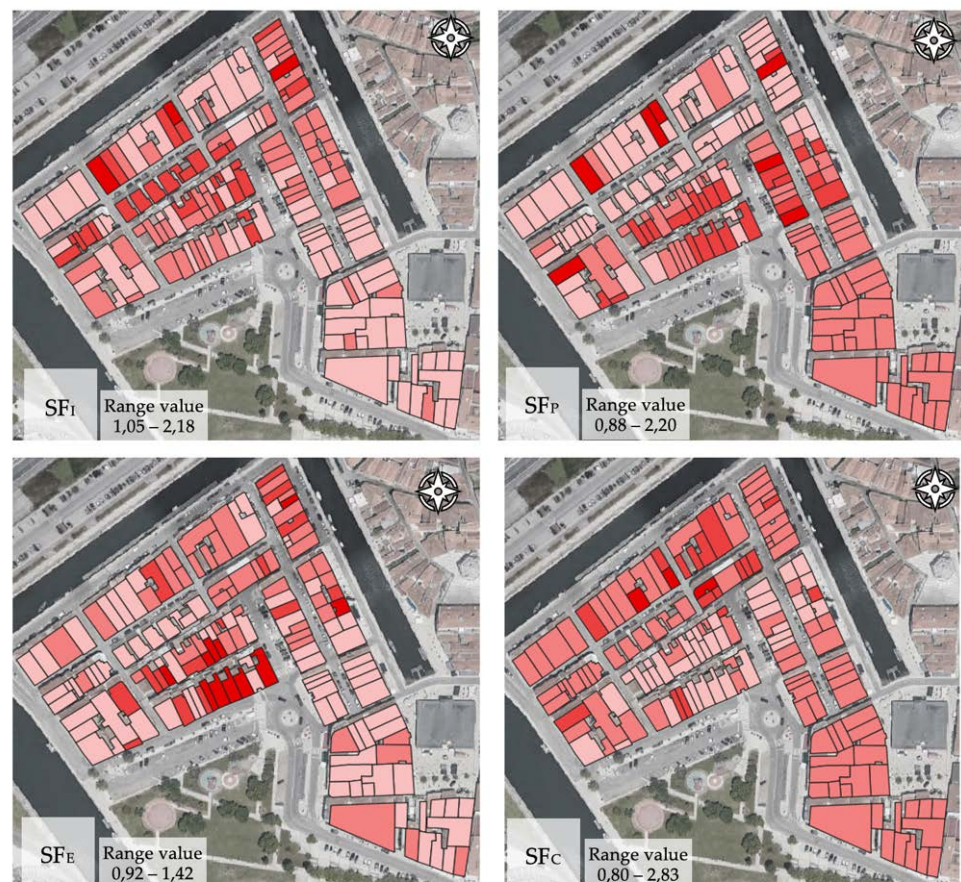 SFI
Range value
1,05 – 2,18
SFP
Range value
0,88 – 2,20
SFE
Range value
0,92 – 1,42
SFC
Range value
0,80 – 2,83